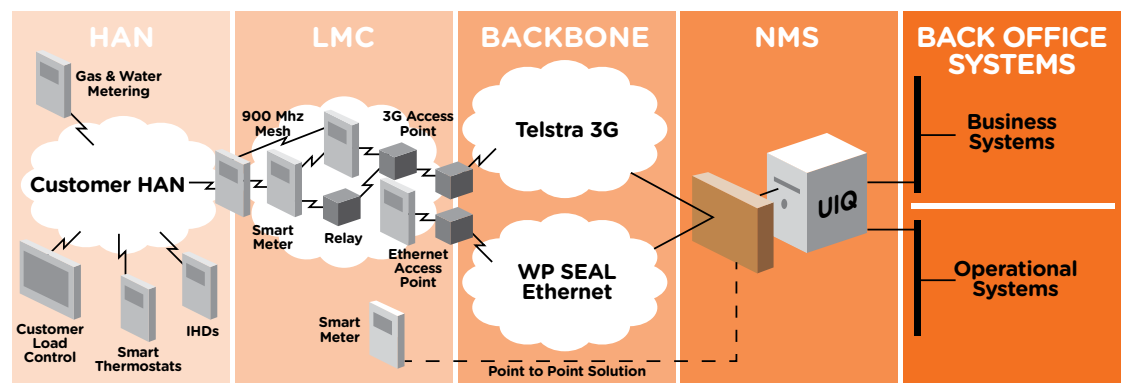 HAN
LMC
BACKBONE
NMS
BACK OFFICE
SYSTEMS
Gas & Water
Metering
Customer HAN
Customer
Load
Control
Smart
Thermostats
IHDs
900 Mhz
Mesh
3G Access
Point
Smart
Meter
Relay
Ethernet
Access
Point
Smart
Meter
Telstra 3G
WP SEAL
Ethernet
Point to Point Solution
UIQ
Business
Systems
Operational
Systems